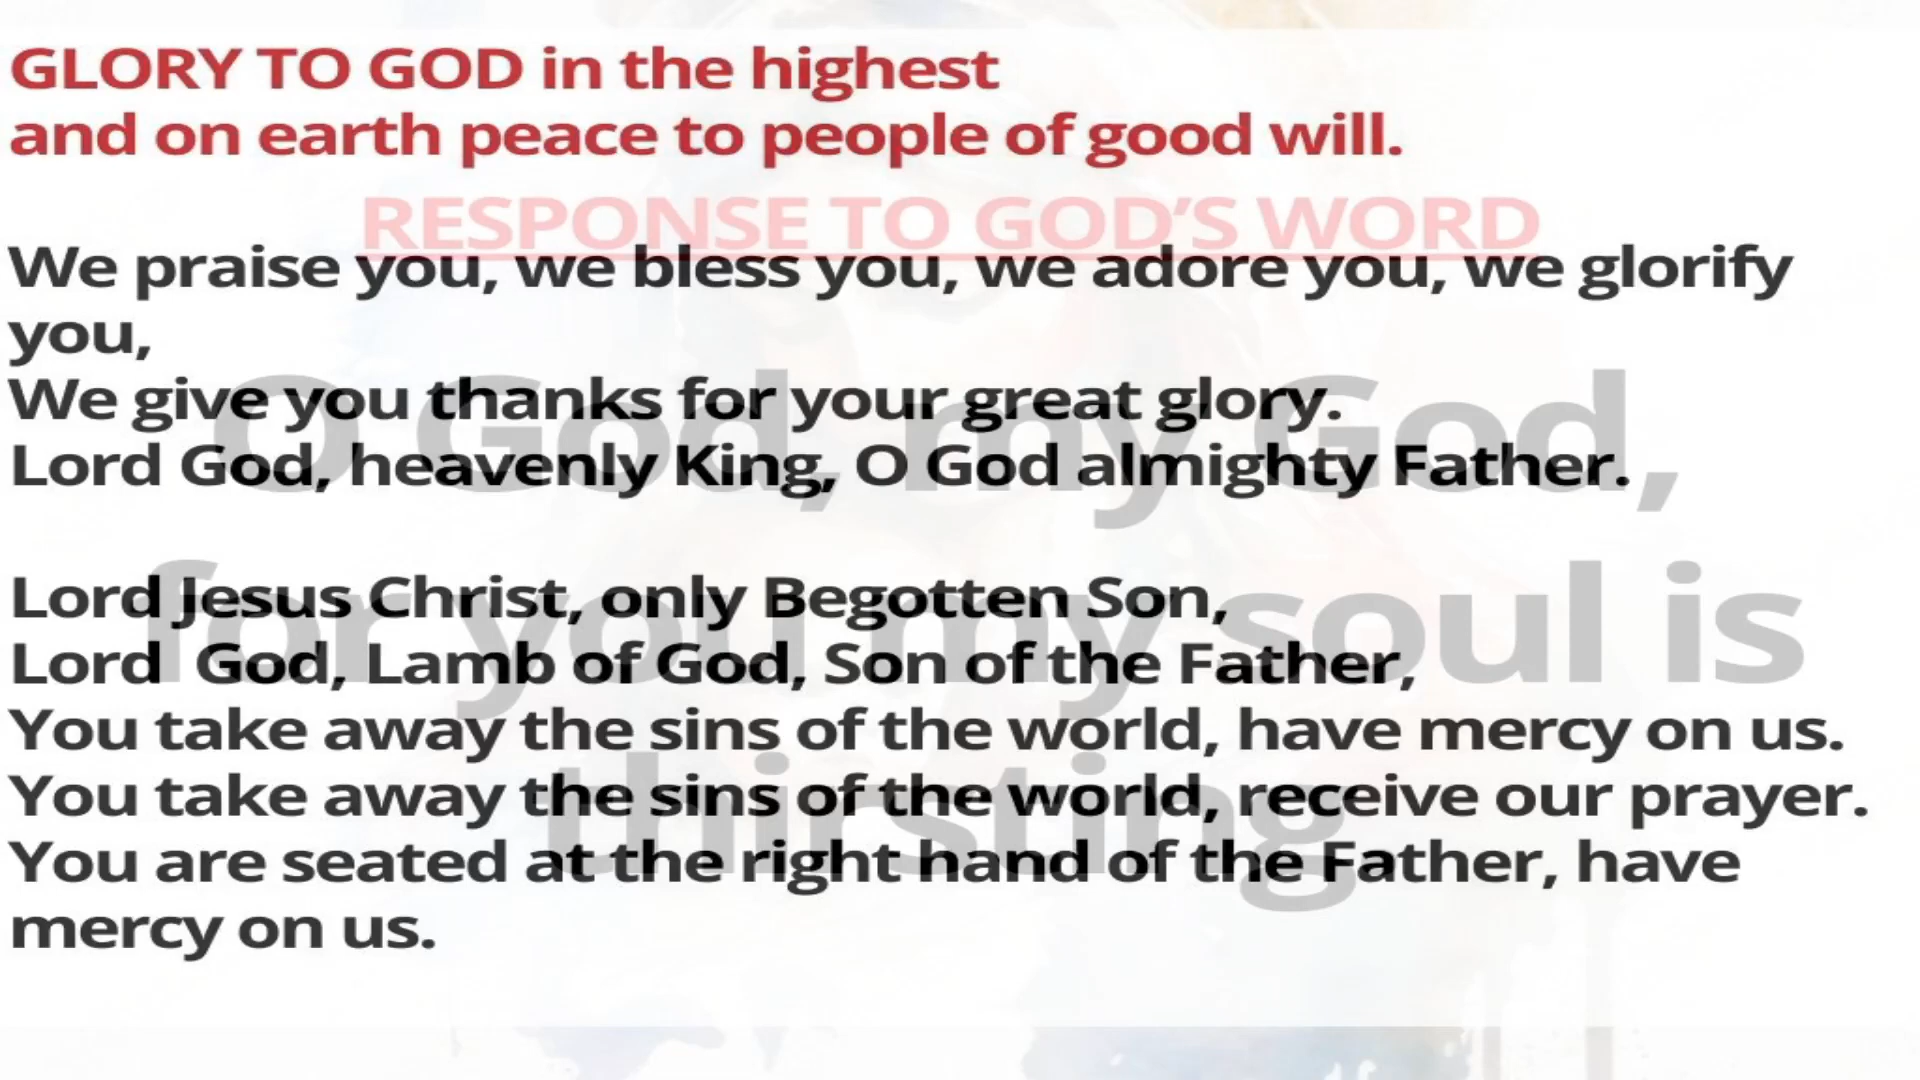 GLORY TO GOD in the highest
and on earth peace to people of good will.
RESPONSE TO GOD’S WORD
We praise you, we bless you, we adore you, we glorify
you,
We give you thanks for your great glory.
Lord God, heavenly King, O God almighty Father.
O God, my God,
Lord Jesus Christ, only Begotten Son,
for you my soul is
Lord  God, Lamb of God, Son of the Father,
You take away the sins of the world, have mercy on us.
You take away the sins of the world, receive our prayer.
thirsting
You are seated at the right hand of the Father, have
mercy on us.